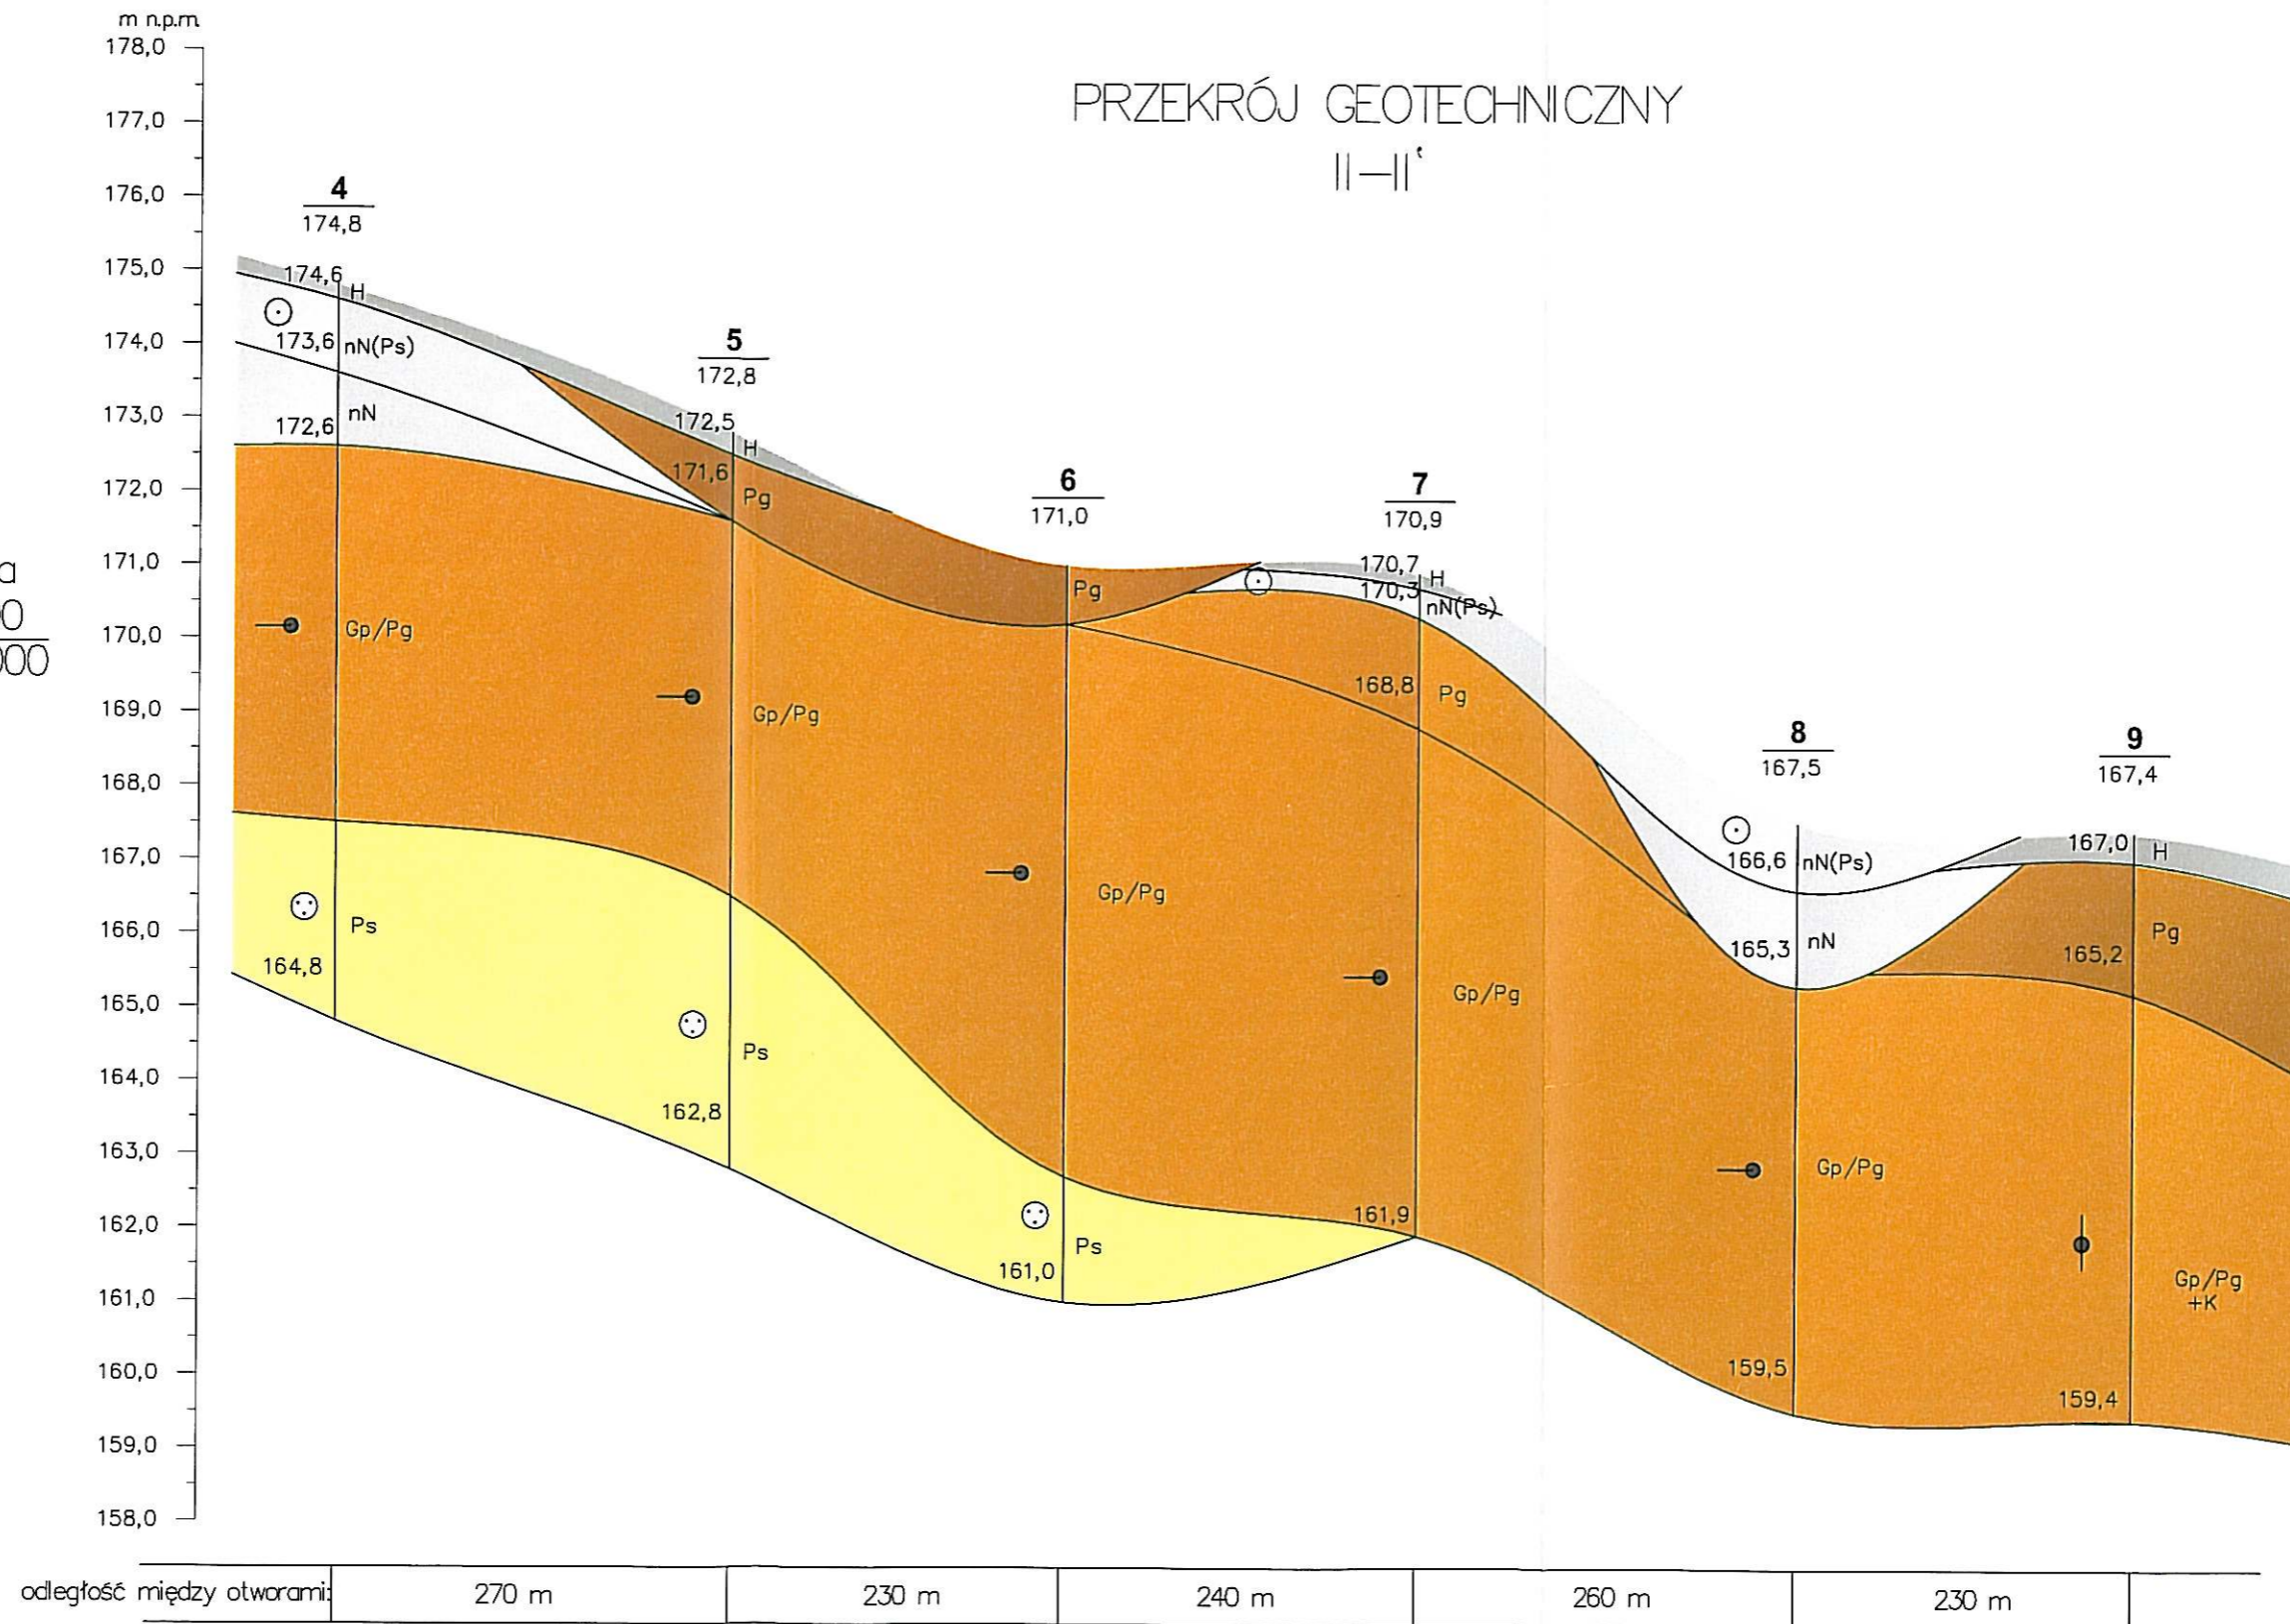 m n.p.m.
178,0
177,0
176,0
175,0
174,0
173,0
172,0
171,0
170,0
169,0
168,0
167,0
166,0
165,0
164,0
163,0
162,0
161,0
160,0
159,0
158,0
PRZEKRÓJ GEOTECHNICZNY
II–II'
4
174,8
174,6
H
173,6
nN(Ps)
172,6
nN
Gp/Pg
Ps
164,8
5
172,8
172,5
H
171,6
Pg
Gp/Pg
Ps
162,8
6
171,0
Pg
Gp/Pg
Ps
161,0
7
170,9
170,7
H
170,3
nN(Ps)
168,8
Pg
Gp/Pg
161,9
8
167,5
166,6
nN(Ps)
165,3
nN
Gp/Pg
159,5
9
167,4
167,0
H
Pg
165,2
Gp/Pg
+K
159,4
odległość między otworami:
270 m
230 m
240 m
260 m
230 m